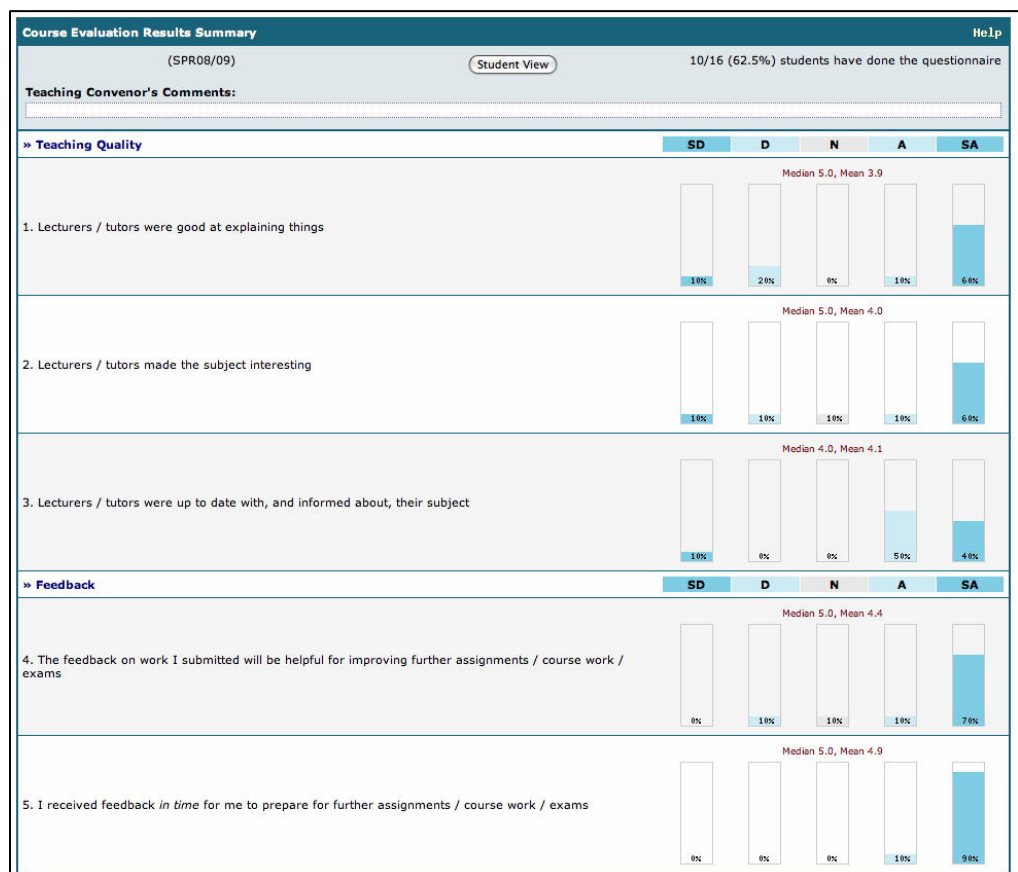 Course Evaluation Results Summary Help
(SPR08/09) Student View 10/16 (62.5%) students have done the questionnaire
Teaching Convenor's Comments:
» Teaching Quality SD D N A SA
Median 5.0, Mean 3.9
1. Lecturers / tutors were good at explaining things
10% 20% 0% 10% 60%
Median 5.0, Mean 4.0
2. Lecturers / tutors made the subject interesting
10% 10% 10% 10% 60%
Median 4.0, Mean 4.1
3. Lecturers / tutors were up to date with, and informed about, their subject
10% 0% 0% 50% 40%
» Feedback SD D N A SA
Median 5.0, Mean 4.4
4. The feedback on work I submitted will be helpful for improving further assignments / course work /
exams
0% 10% 10% 10% 70%
Median 5.0, Mean 4.9
5. I received feedback in time for me to prepare for further assignments / course work / exams
0% 0% 0% 10% 90%